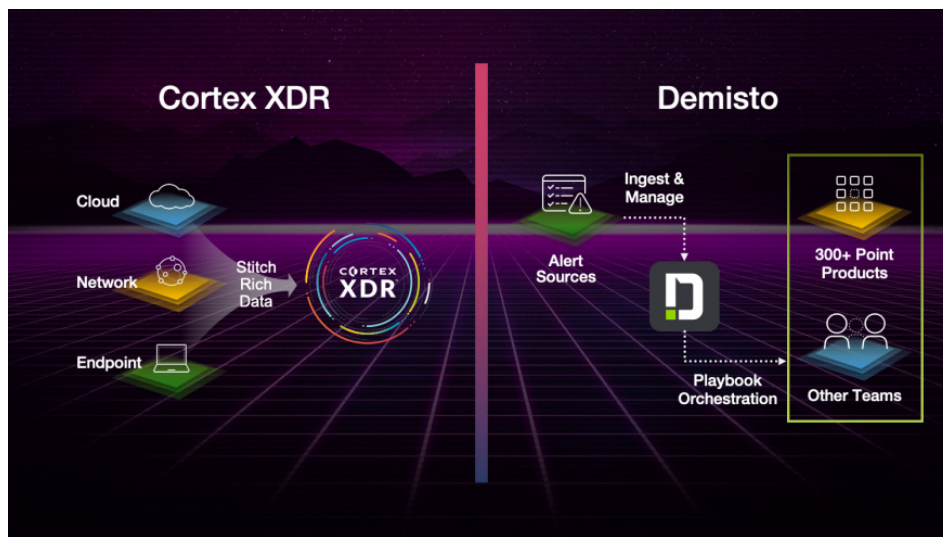 Cortex XDR
Cloud
Network
Endpoint
Stitch
Rich
Data
CORTEX
XDR
Demisto
Alert
Sources
Ingest &
Manage
D
Playbook
Orchestration
300+ Point
Products
Other Teams